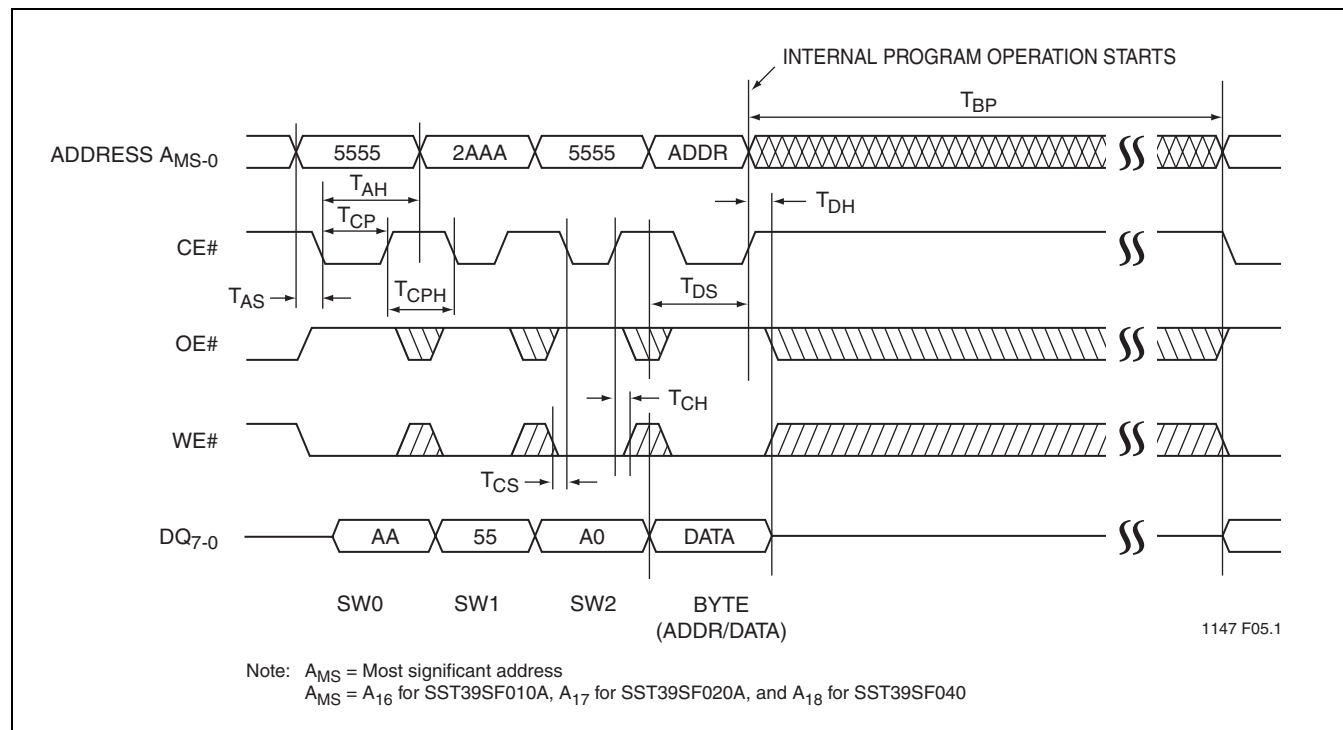 INTERNAL PROGRAM OPERATION STARTS
TBP
ADDRESS AMS-0
5555
2AAA
5555
ADDR
TAH
TDH
TCP
CE#
TAS
TCPH
TDS
OE#
TCH
WE#
TCS
DQ7-0
AA
55
A0
DATA
SW0
SW1
SW2
BYTE
(ADDR/DATA)
1147 F05.1
Note: AMS = Most significant address
AMS = A16 for SST39SF010A, A17 for SST39SF020A, and A18 for SST39SF040